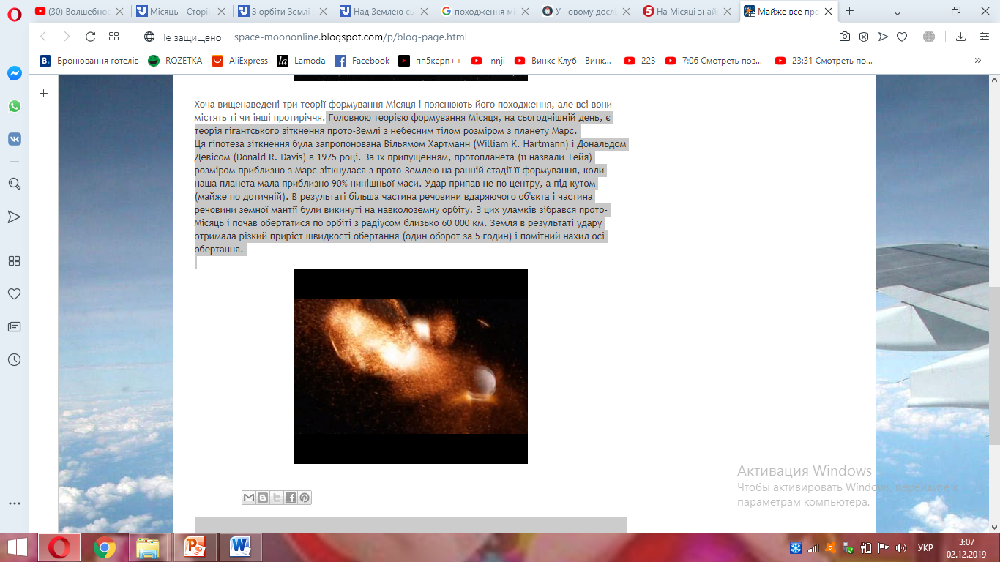 (30) Волшебное
Місяць - Сторін
З орбіти Землі
Над Землею сь
походження мі
У новому дослі
На Місяці знай
Майже все про
Не защищено space-moononline.blogspot.com/p/blog-page.html
Бронювання готелів ROZETKA AliExpress Lamoda Facebook пп5керп++ nnji Винкс Клуб - Винк... 223 7:06 Смотреть поз... 23:31 Смотреть по...
Хоча вищенаведені три теорії формування Місяця і пояснюють його походження, але всі вони
містять ті чи інші протиріччя. Головною теорією формування Місяця, на сьогоднішній день, є
теорія гігантського зіткнення прото-Землі з небесним тілом розміром з планету Марс.
Ця гіпотеза зіткнення була запропонована Вільямом Хартманн (William K. Hartmann) і Дональдом
Девісом (Donald R. Davis) в 1975 році. За їх припущенням, протопланета (її назвали Тейя)
розміром приблизно з Марс зіткнулася з прото-Землею на ранній стадії її формування, коли
наша планета мала приблизно 90% нинішньої маси. Удар припав не по центру, а під кутом
(майже по дотичній). В результаті більша частина речовини вдаряючого об'єкта і частина
речовини земної мантії були викинуті на навколоземну орбіту. З цих уламків зібрався прото-
Місяць і почав обертатися по орбіті з радіусом близько 60 000 км. Земля в результаті удару
отримала різкий приріст швидкості обертання (один оборот за 5 годин) і помітний нахил осі
обертання.
Активация Windows
Чтобы активировать Windows, перейдите к
параметрам компьютера.
УКР
3:07
02.12.2019